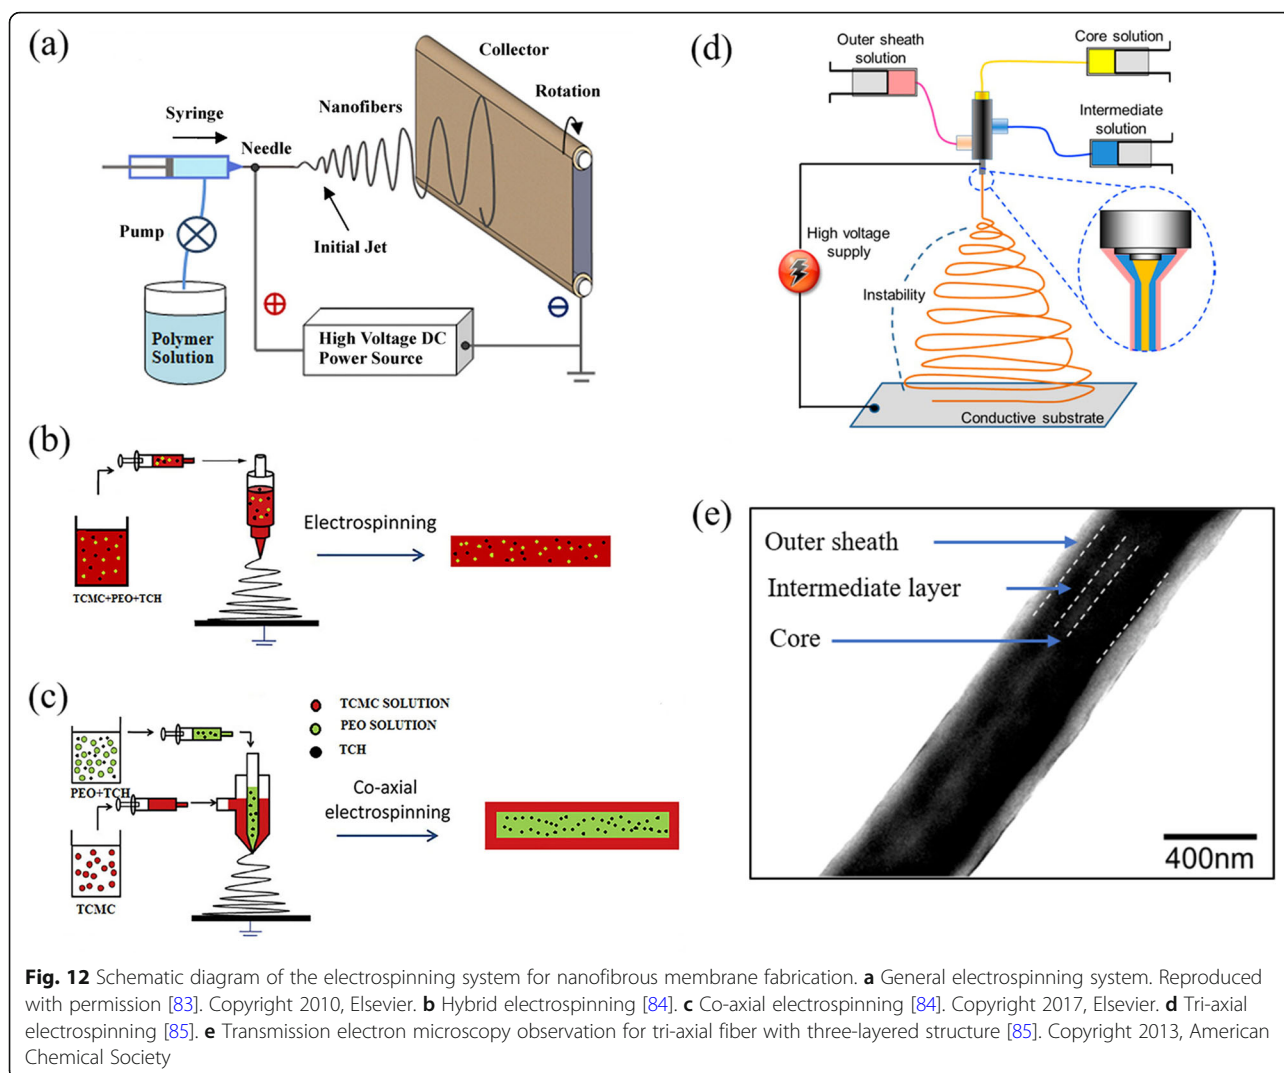 (a)
Collector
Rotation
Nanofibers
Syringe
Needle
Initial Jet
Pump
Polymer
Solution
High Voltage DC
Power Source
(d)
Outer sheath
solution
Core solution
Intermediate
solution
High voltage
supply
Instability
Conductive substrate
(b)
TCMC+PEO+TCH
Electrospinning
(c)
PEO+TCH
TCMC
TCMC SOLUTION
PEO SOLUTION
TCH
Co-axial
electrospinning
(e)
Outer sheath
Intermediate layer
Core
400nm
Fig. 12 Schematic diagram of the electrospinning system for nanofibrous membrane fabrication. a General electrospinning system. Reproduced
with permission [83]. Copyright 2010, Elsevier. b Hybrid electrospinning [84]. c Co-axial electrospinning [84]. Copyright 2017, Elsevier. d Tri-axial
electrospinning [85]. e Transmission electron microscopy observation for tri-axial fiber with three-layered structure [85]. Copyright 2013, American
Chemical Society